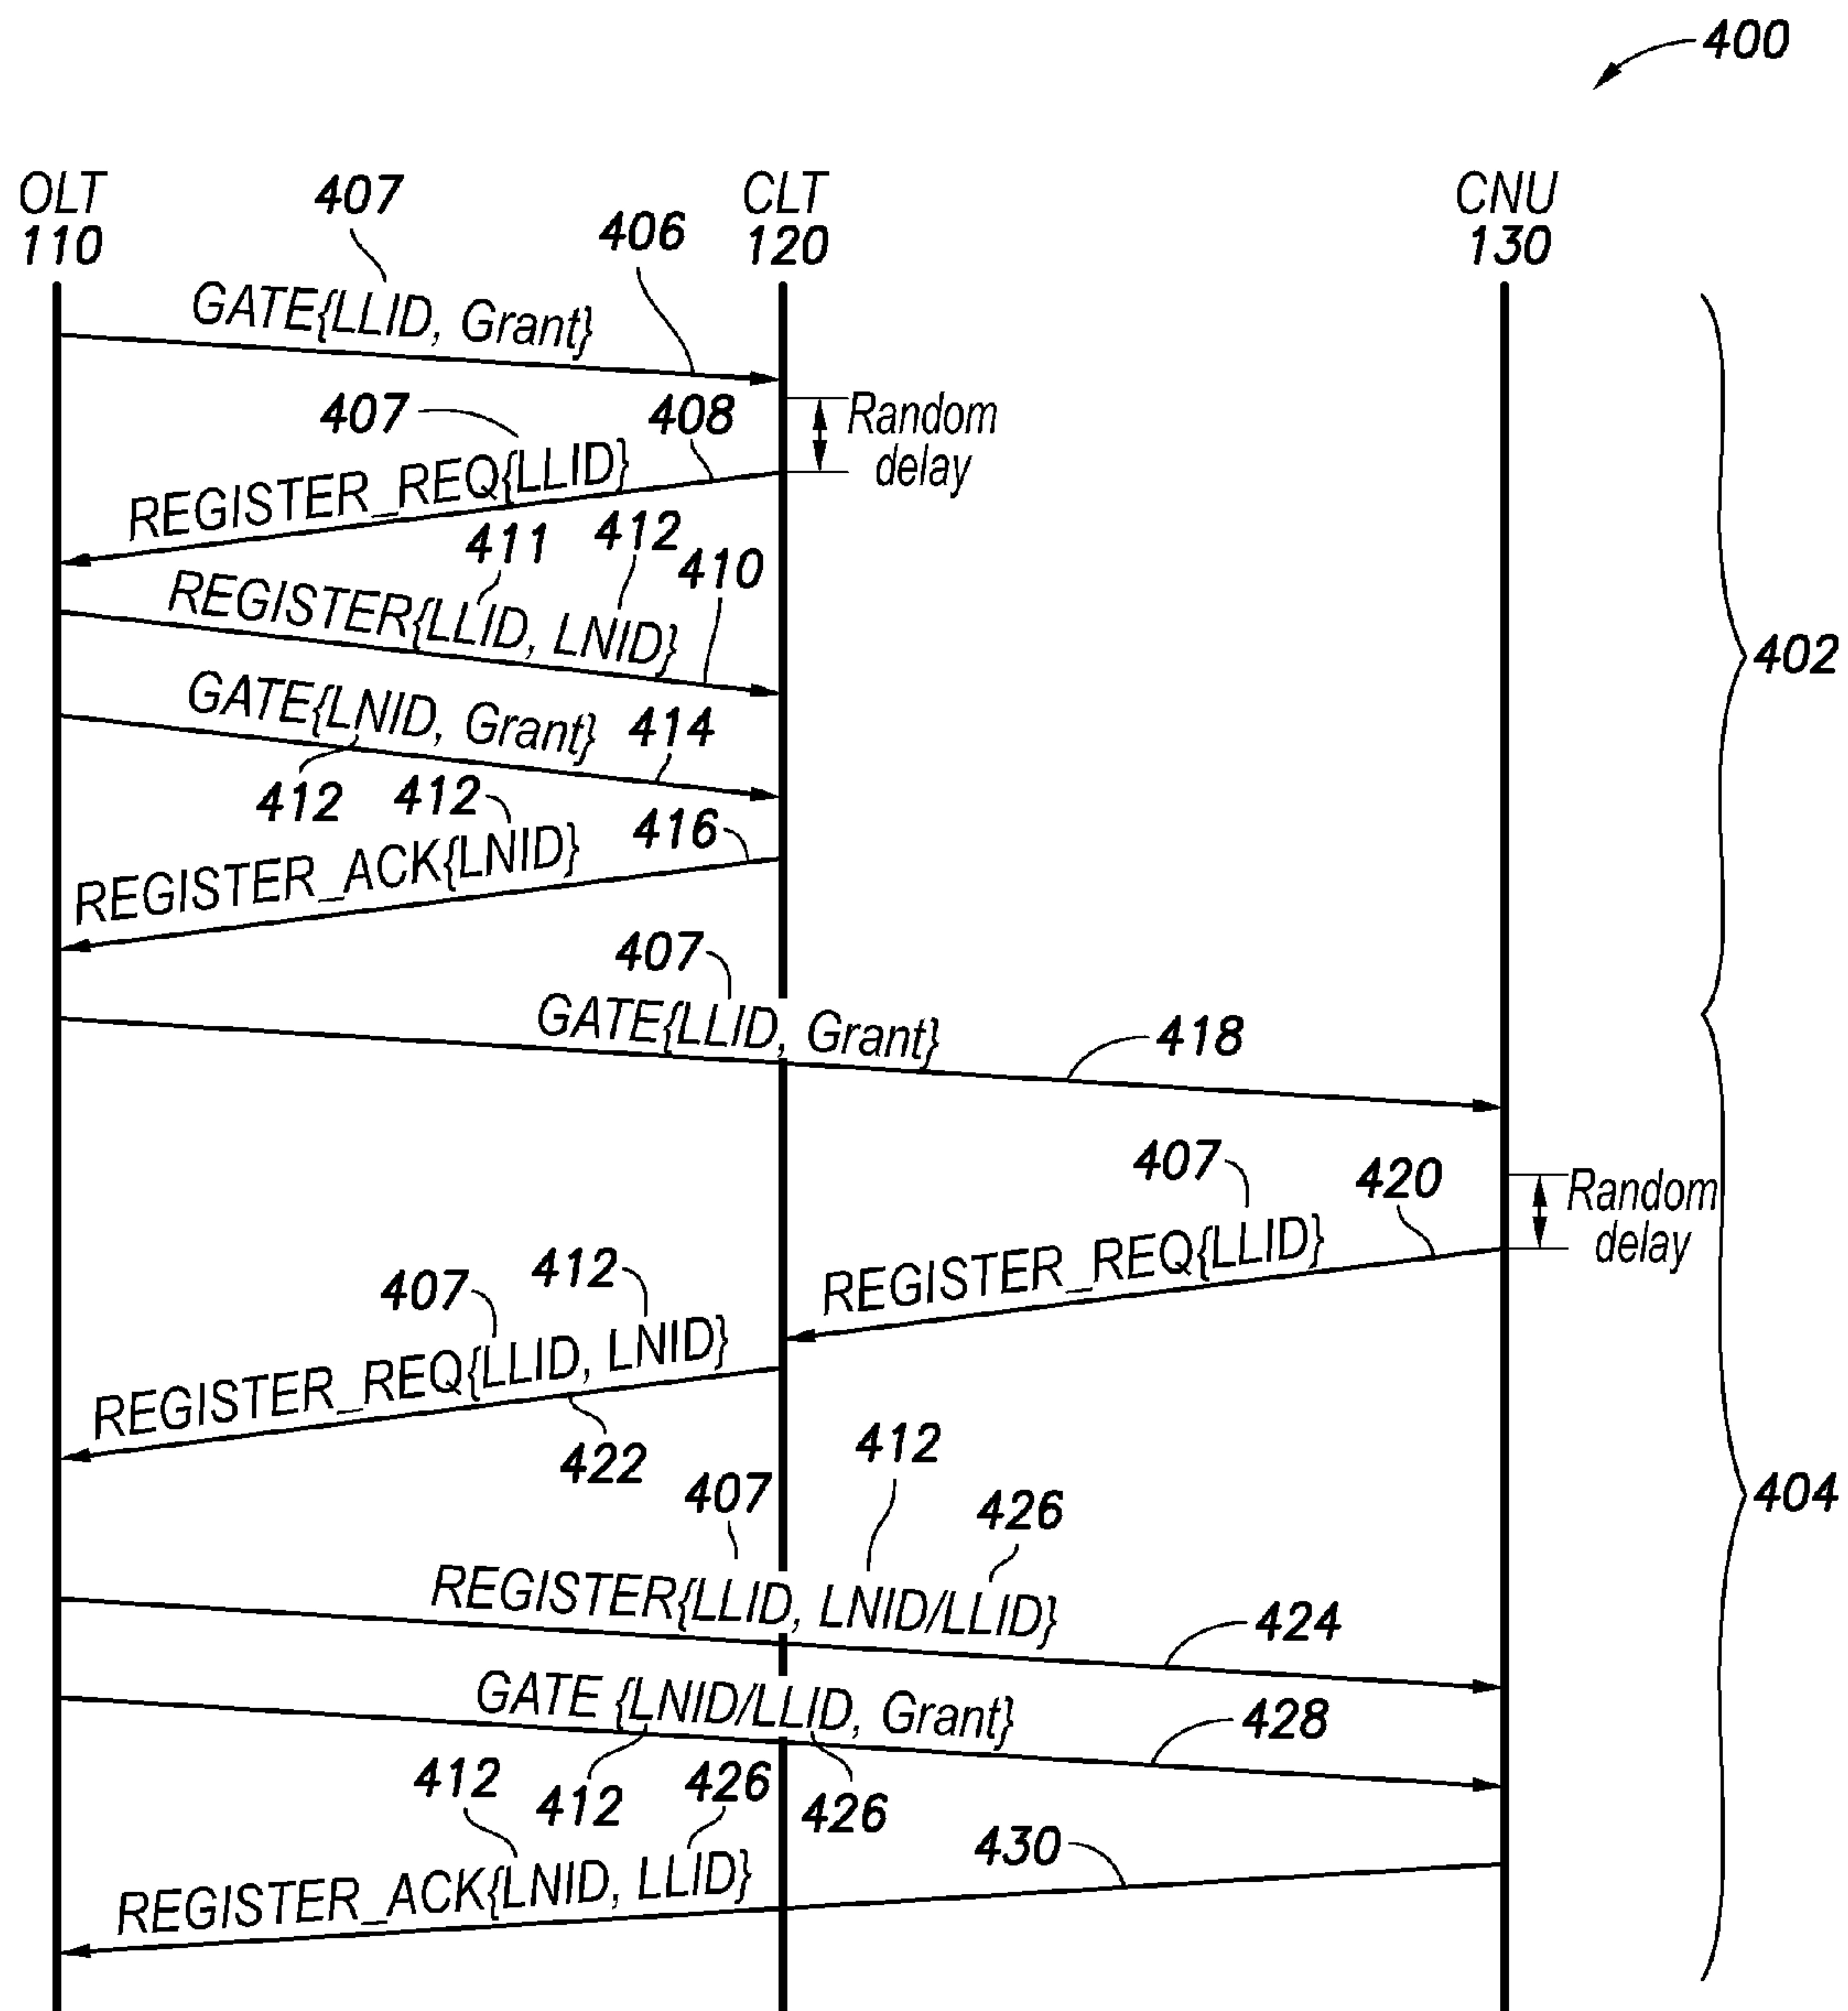 400
OLT
110
407
406
CLT
120
CNU
130
GATE{LLID, Grant}
407
408
Random
delay
REGISTER_REQ{LLID}
411
412
410
REGISTER{LLID, LNID}
402
GATE{LNID, Grant}
414
412
412
416
REGISTER_ACK{LNID}
407
GATE{LLID, Grant}
418
407
420
Random
delay
REGISTER_REQ{LLID}
407
412
REGISTER_REQ{LLID, LNID}
422
412
407
426
404
REGISTER{LLID, LNID/LLID}
424
GATE {LNID/LLID, Grant}
428
412
412
426
426
430
REGISTER_ACK{LNID, LLID}